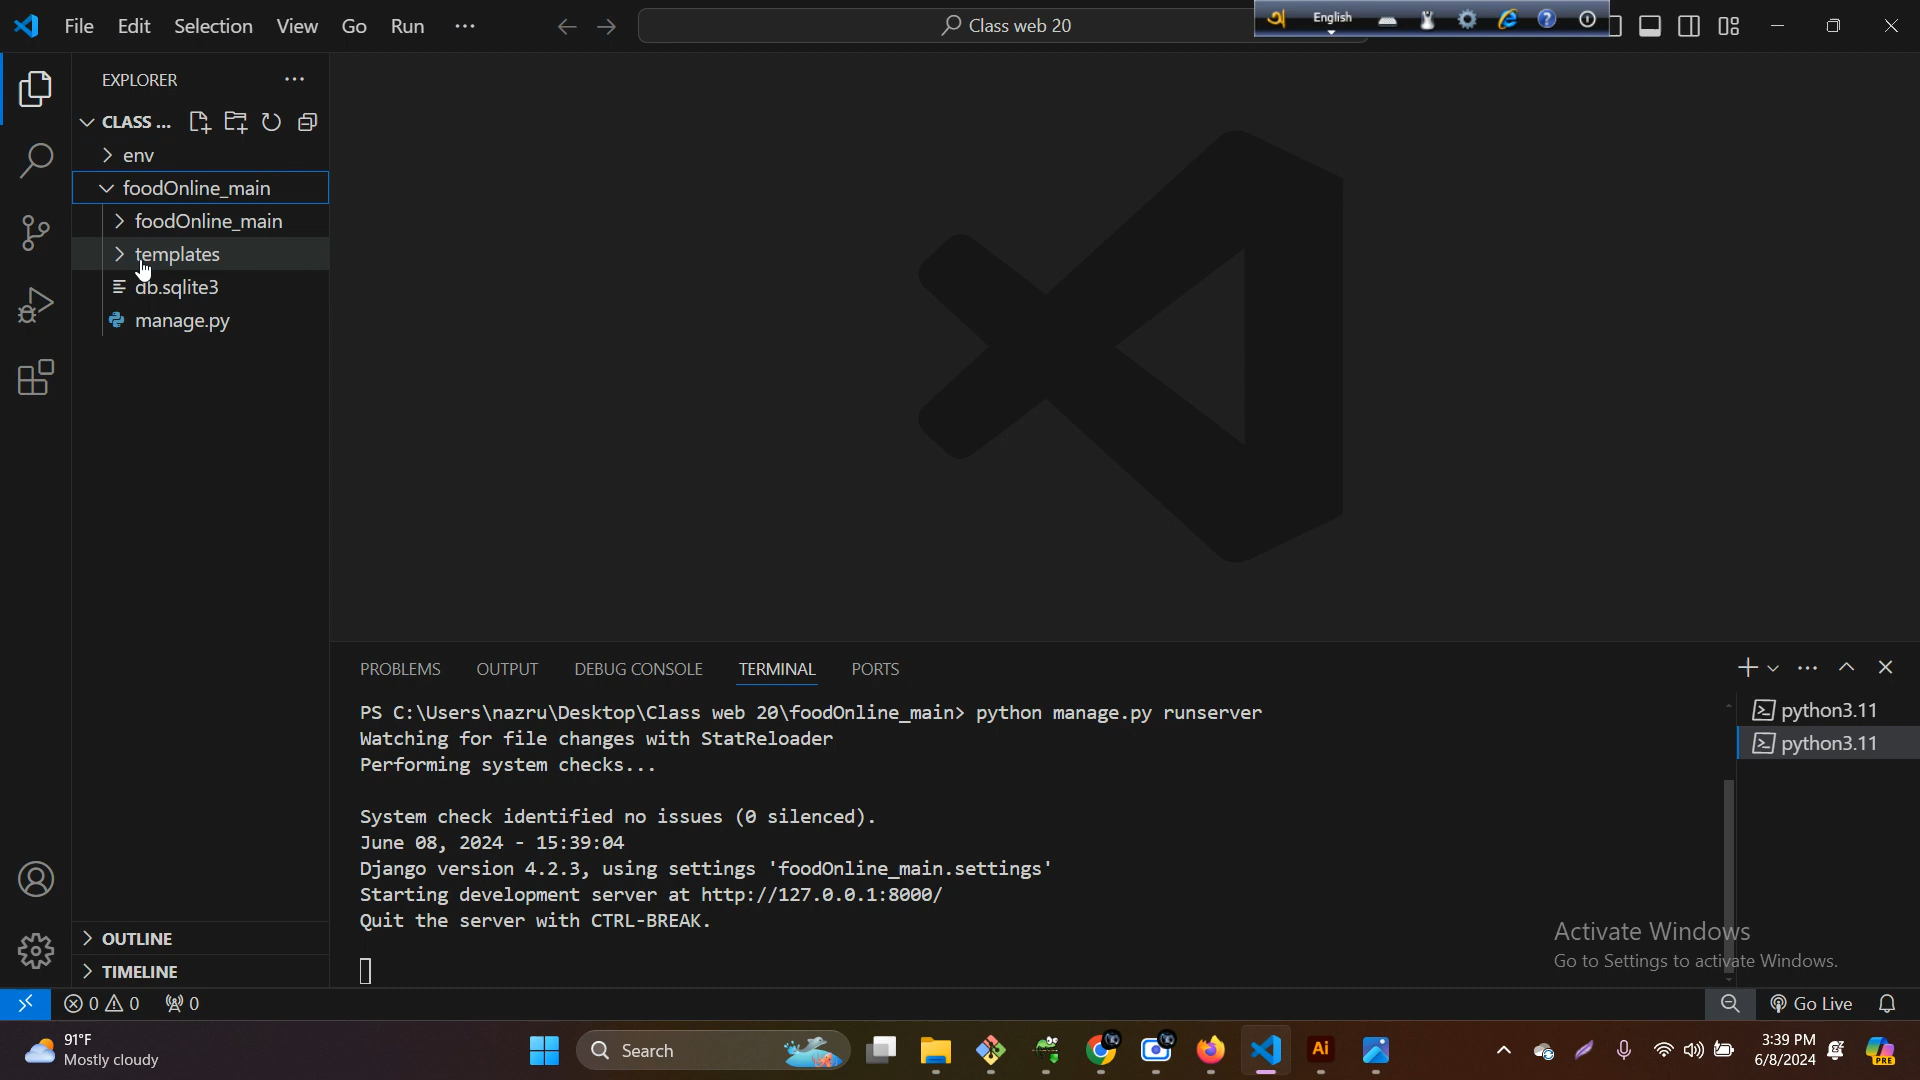 File Edit Selection View Go Run ···
Class web 20
English
EXPLORER
CLASS ...
env
foodOnline_main
foodOnline_main
templates
db.sqlite3
manage.py
OUTLINE
TIMELINE
PROBLEMS OUTPUT DEBUG CONSOLE TERMINAL PORTS
PS C:\Users\nazru\Desktop\Class web 20\foodOnline_main> python manage.py runserver
Watching for file changes with StatReloader
Performing system checks...
System check identified no issues (0 silenced).
June 08, 2024 - 15:39:04
Django version 4.2.3, using settings 'foodOnline_main.settings'
Starting development server at http://127.0.0.1:8000/
Quit the server with CTRL-BREAK.
python3.11
python3.11
Activate Windows
Go to Settings to activate Windows.
0 0 0
Go Live
91°F
Mostly cloudy
Search
Ai
3:39 PM
6/8/2024
PRE